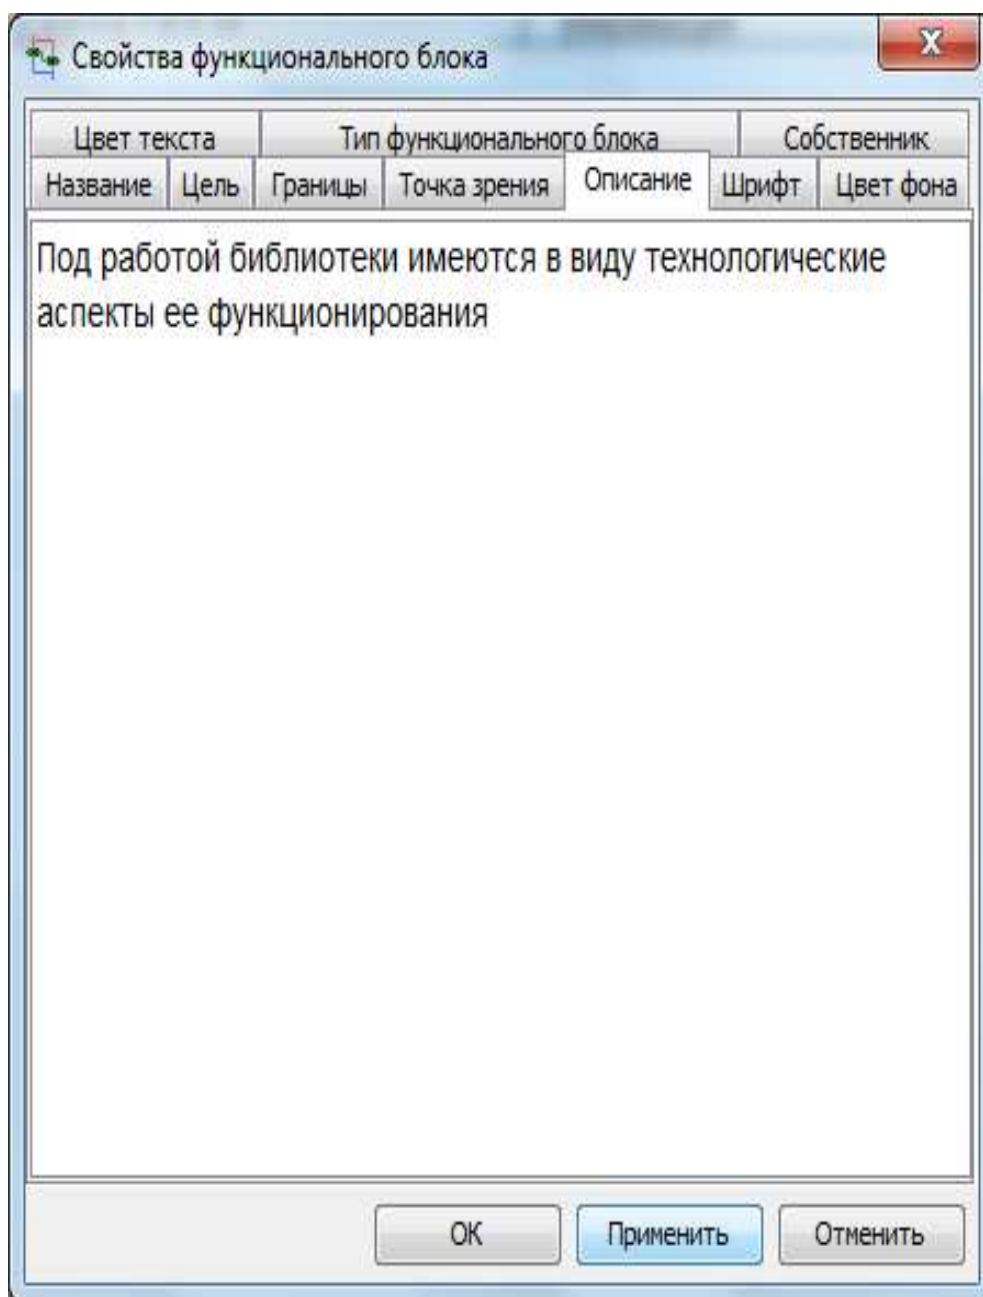 Свойства функционального блока
X
Цвет текста Тип функционального блока Собственник
Название Цель Границы Точка зрения Описание Шрифт Цвет фона
Под работой библиотеки имеются в виду технологические
аспекты ее функционирования
ОК Применить Отменить